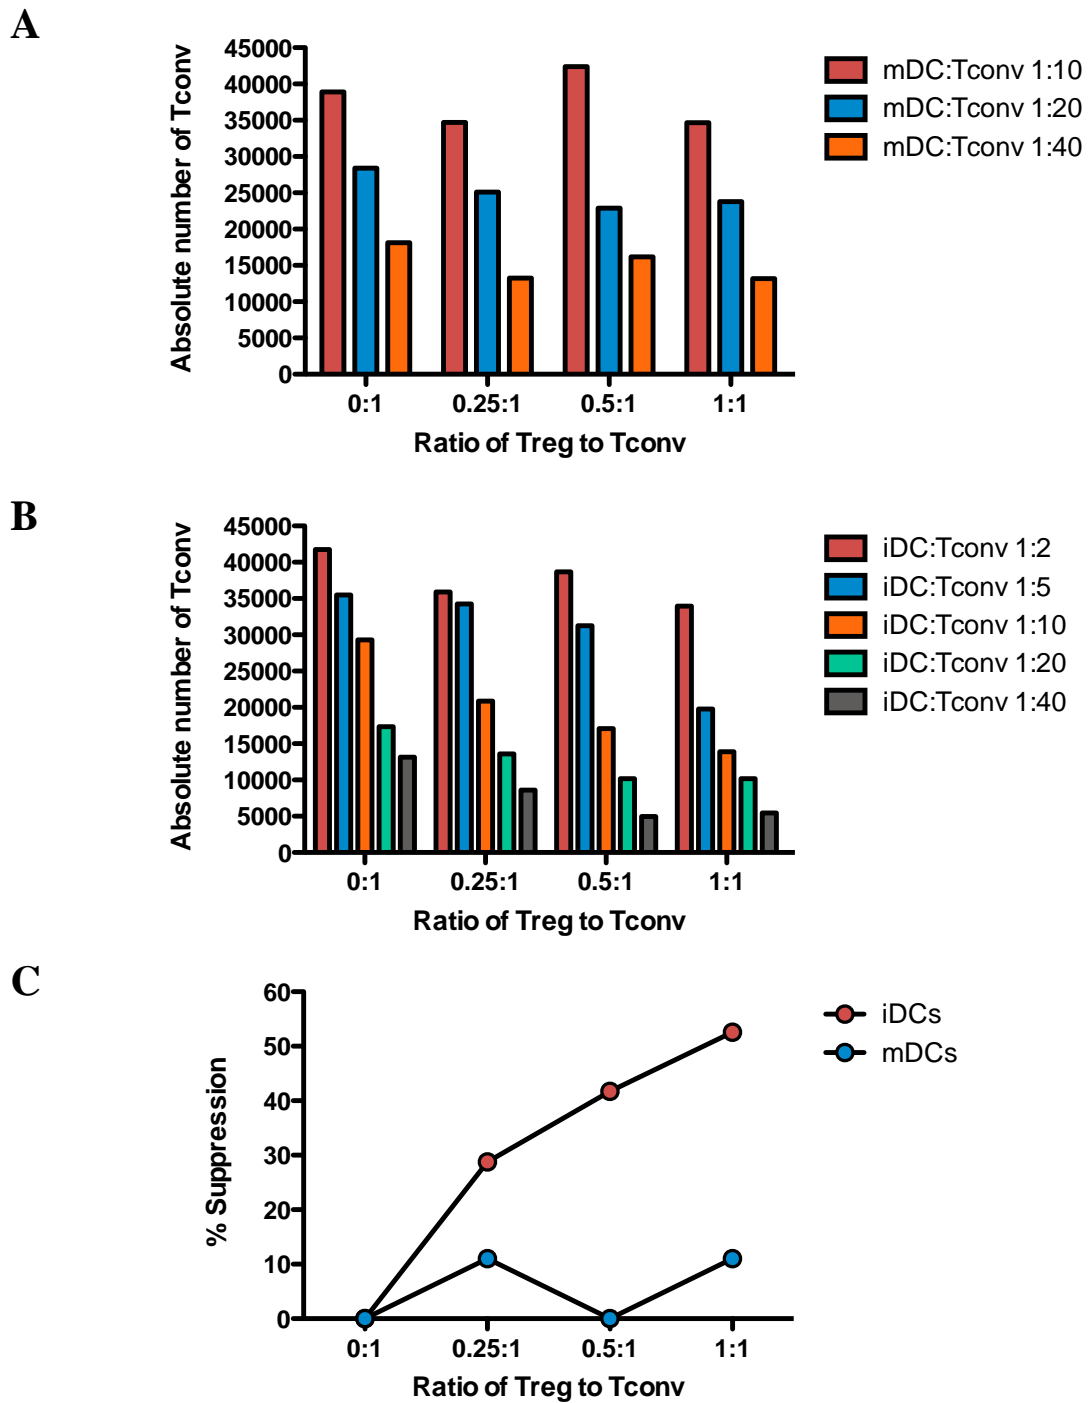 A
Absolute number of Tconv
45000
40000
35000
30000
25000
20000
15000
10000
5000
0
0:1 0.25:1 0.5:1 1:1
Ratio of Treg to Tconv
mDC:Tconv 1:10
mDC:Tconv 1:20
mDC:Tconv 1:40
B
Absolute number of Tconv
45000
40000
35000
30000
25000
20000
15000
10000
5000
0
0:1 0.25:1 0.5:1 1:1
Ratio of Treg to Tconv
iDC:Tconv 1:2
iDC:Tconv 1:5
iDC:Tconv 1:10
iDC:Tconv 1:20
iDC:Tconv 1:40
C
% Suppression
60
50
40
30
20
10
0
0:1 0.25:1 0.5:1 1:1
Ratio of Treg to Tconv
iDCs
mDCs